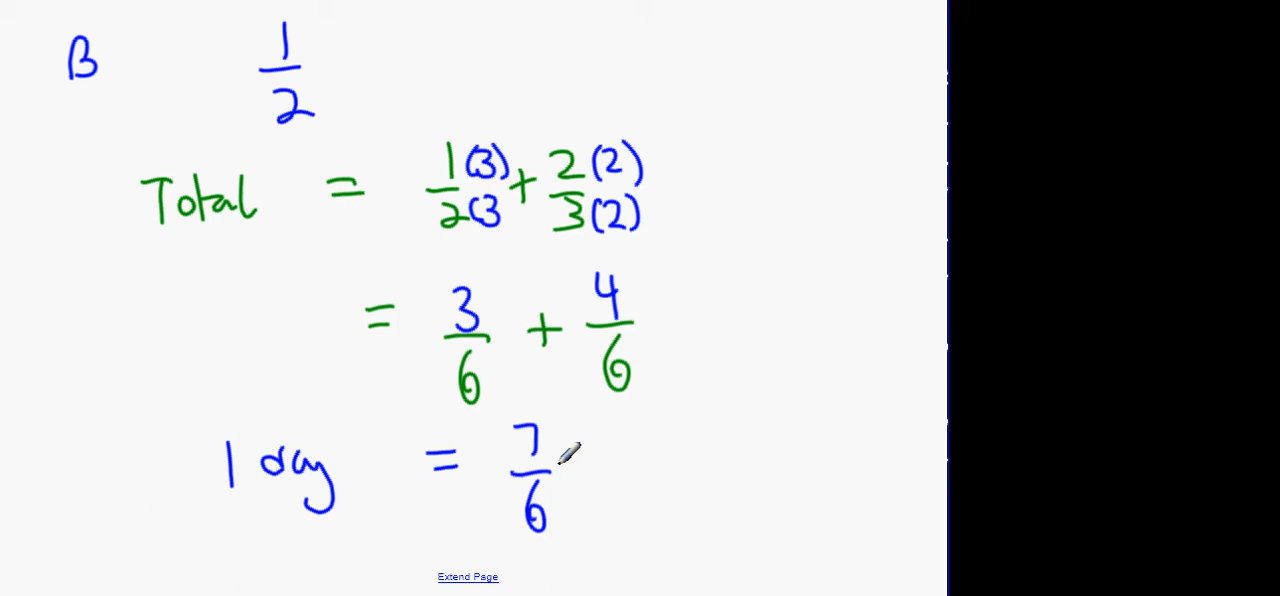 B 1/2
Total = 1(3)/2(3 + 2(2)/3(2)
= 3/6 + 4/6
1 day = 7/6
Extend Page